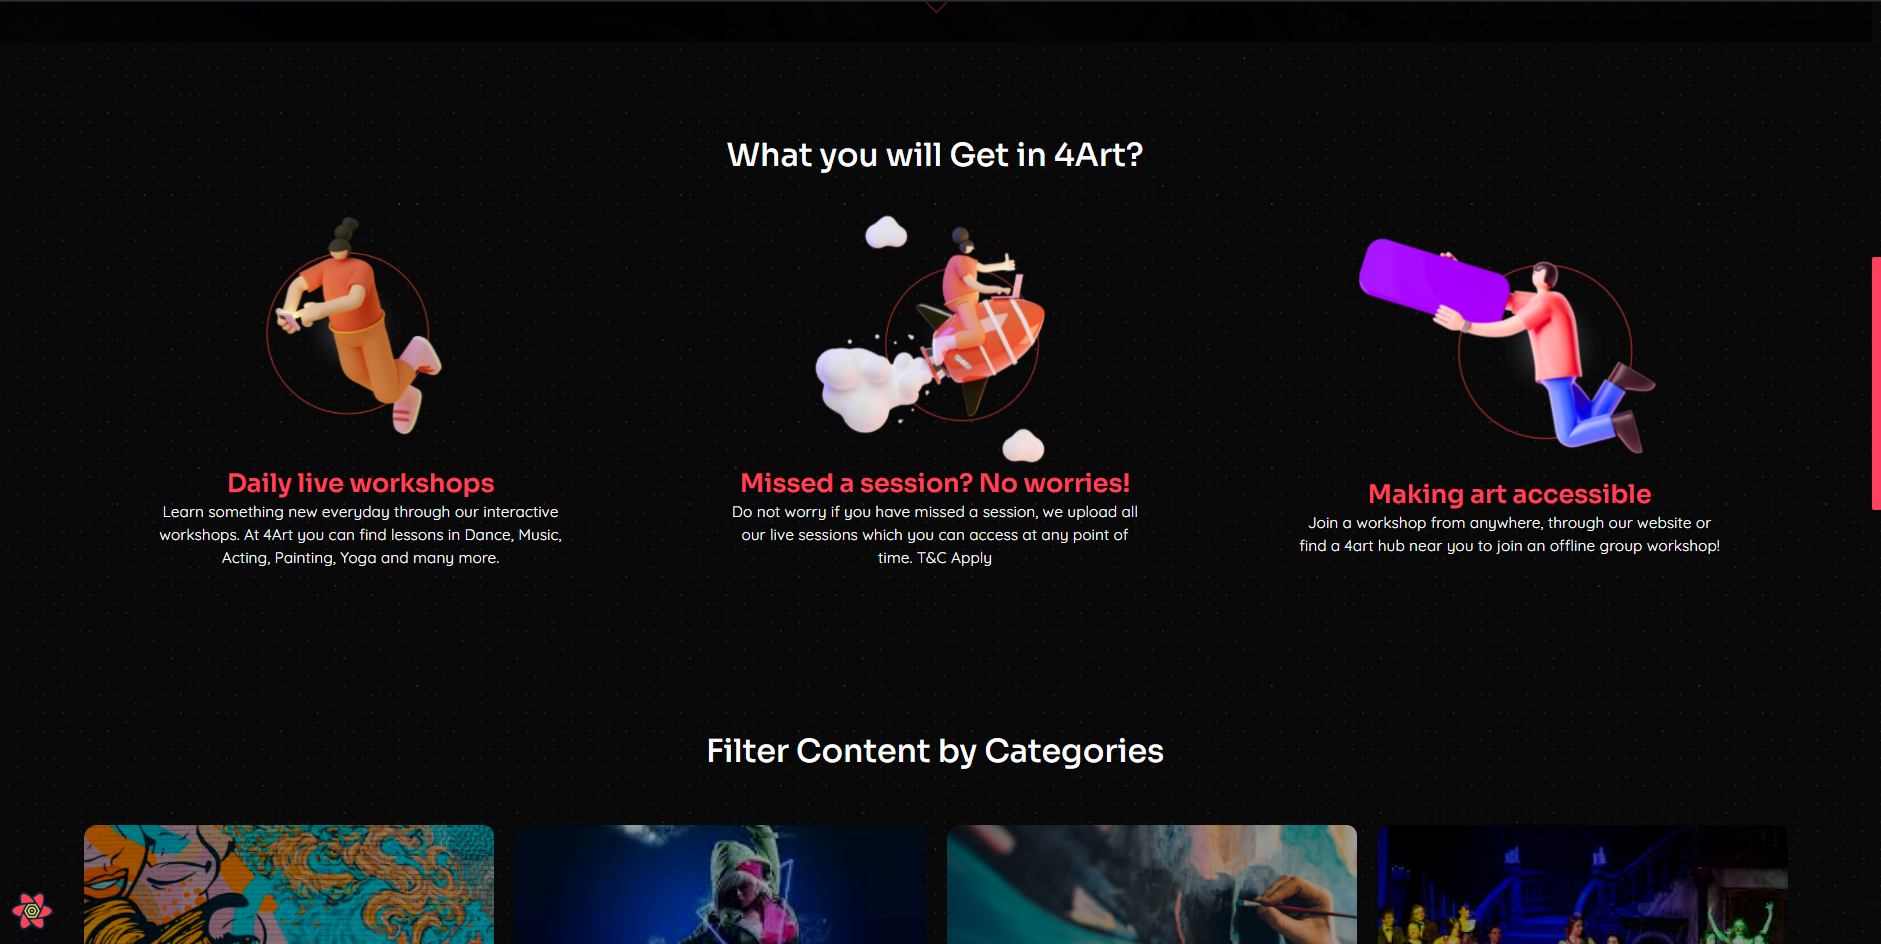 What you will Get in 4Art?
Daily live workshops
Learn something new everyday through our interactive
workshops. At 4Art you can find lessons in Dance, Music,
Acting, Painting, Yoga and many more.
Missed a session? No worries!
Do not worry if you have missed a session, we upload all
our live sessions which you can access at any point of
time. T&C Apply
Making art accessible
Join a workshop from anywhere, through our website or
find a 4art hub near you to join an offline group workshop!
Filter Content by Categories